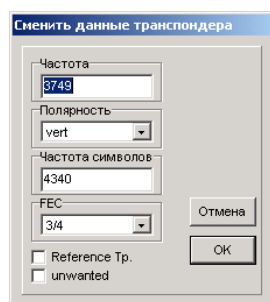 Сменить данные транспондера
Частота
3749
Полярность
vert
Частота символов
4340
FEC
3/4
Отмена
Reference Tp.
OK
unwanted